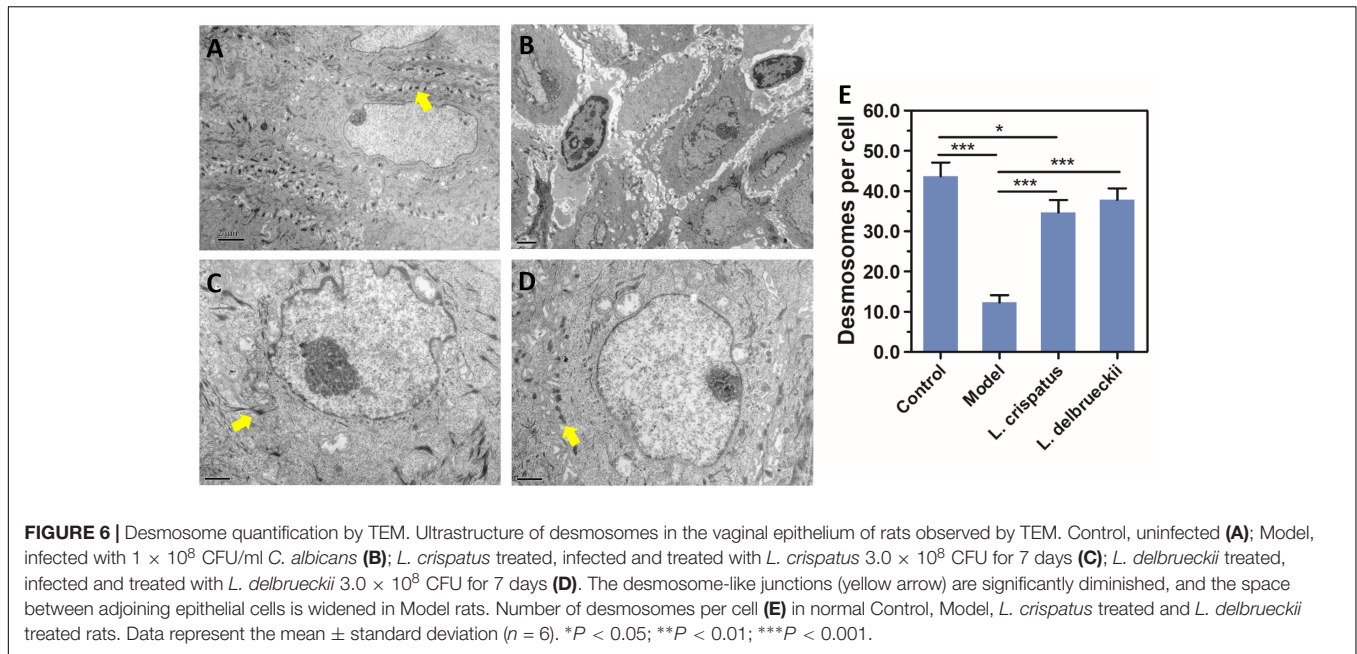 A
B
2 μm
C
D
E
60.0
50.0
40.0
30.0
20.0
10.0
0.0
Desmosomes per cell
*
***
***
***
Control
Model
L. crispatus
L. delbrueckii
FIGURE 6 | Desmosome quantification by TEM. Ultrastructure of desmosomes in the vaginal epithelium of rats observed by TEM. Control, uninfected (A); Model,
infected with 1 × 10⁸ CFU/ml C. albicans (B); L. crispatus treated, infected and treated with L. crispatus 3.0 × 10⁸ CFU for 7 days (C); L. delbrueckii treated,
infected and treated with L. delbrueckii 3.0 × 10⁸ CFU for 7 days (D). The desmosome-like junctions (yellow arrow) are significantly diminished, and the space
between adjoining epithelial cells is widened in Model rats. Number of desmosomes per cell (E) in normal Control, Model, L. crispatus treated and L. delbrueckii
treated rats. Data represent the mean ± standard deviation (n = 6). *P < 0.05; **P < 0.01; ***P < 0.001.